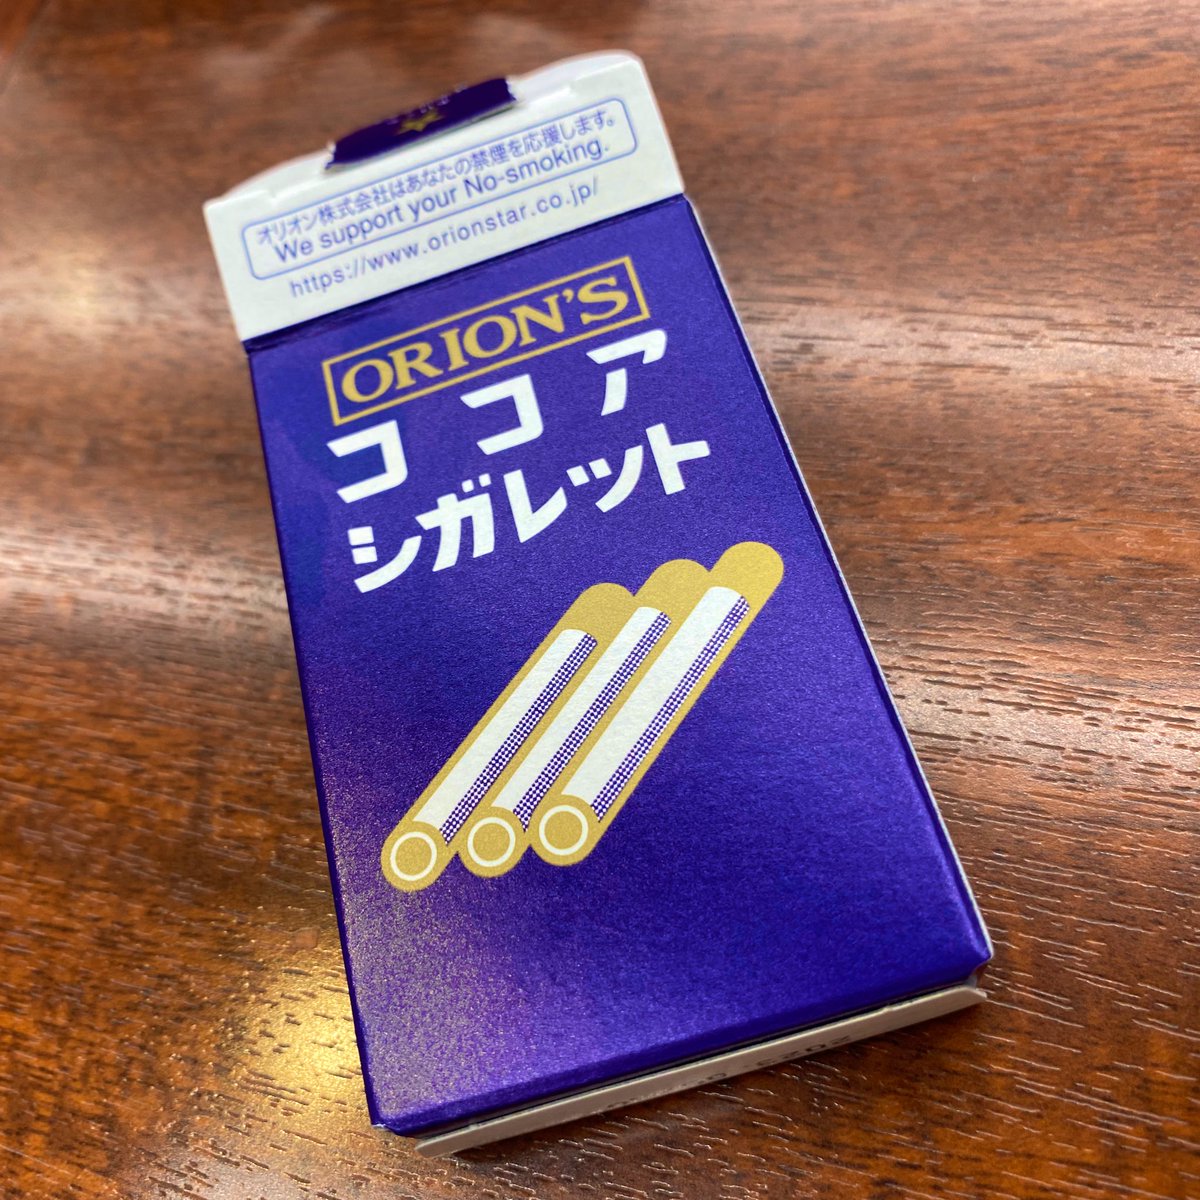 オリオン株式会社はあなたの禁煙を応援します。
We support your No-smoking.
https://www.orionstar.co.jp/
ORION'S
ココア
シガレット